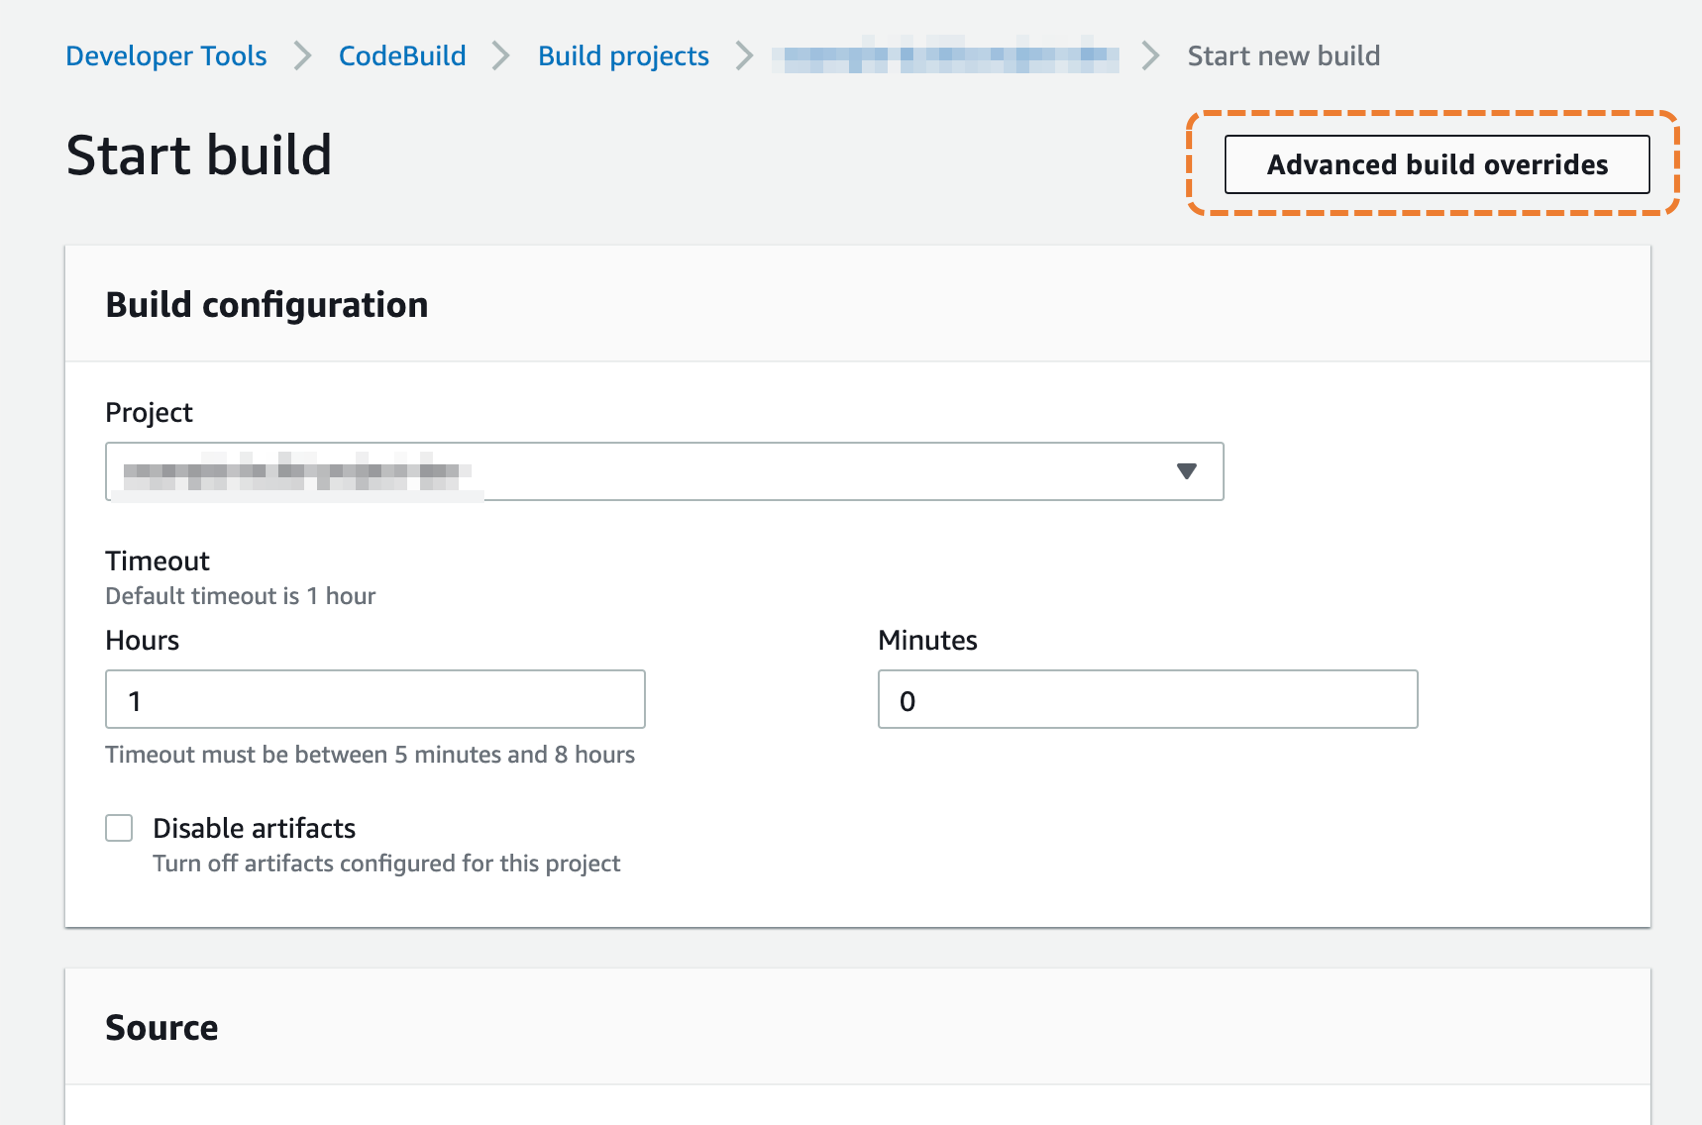 Developer Tools
CodeBuild
Build projects
Start new build
Start build
Advanced build overrides
Build configuration
Project
Timeout
Default timeout is 1 hour
Hours
Minutes
1
0
Timeout must be between 5 minutes and 8 hours
Disable artifacts
Turn off artifacts configured for this project
Source